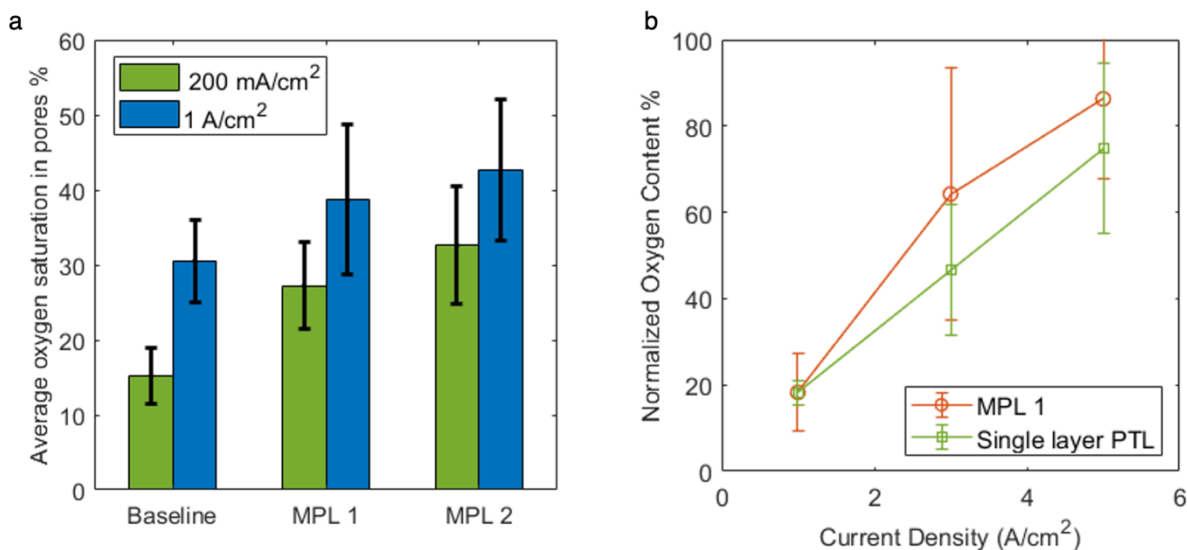 a
Average oxygen saturation in pores %
60
50
40
30
20
10
0
200 mA/cm²
1 A/cm²
Baseline
MPL 1
MPL 2
b
Normalized Oxygen Content %
100
80
60
40
20
0
MPL 1
Single layer PTL
0
2
4
6
Current Density (A/cm²)